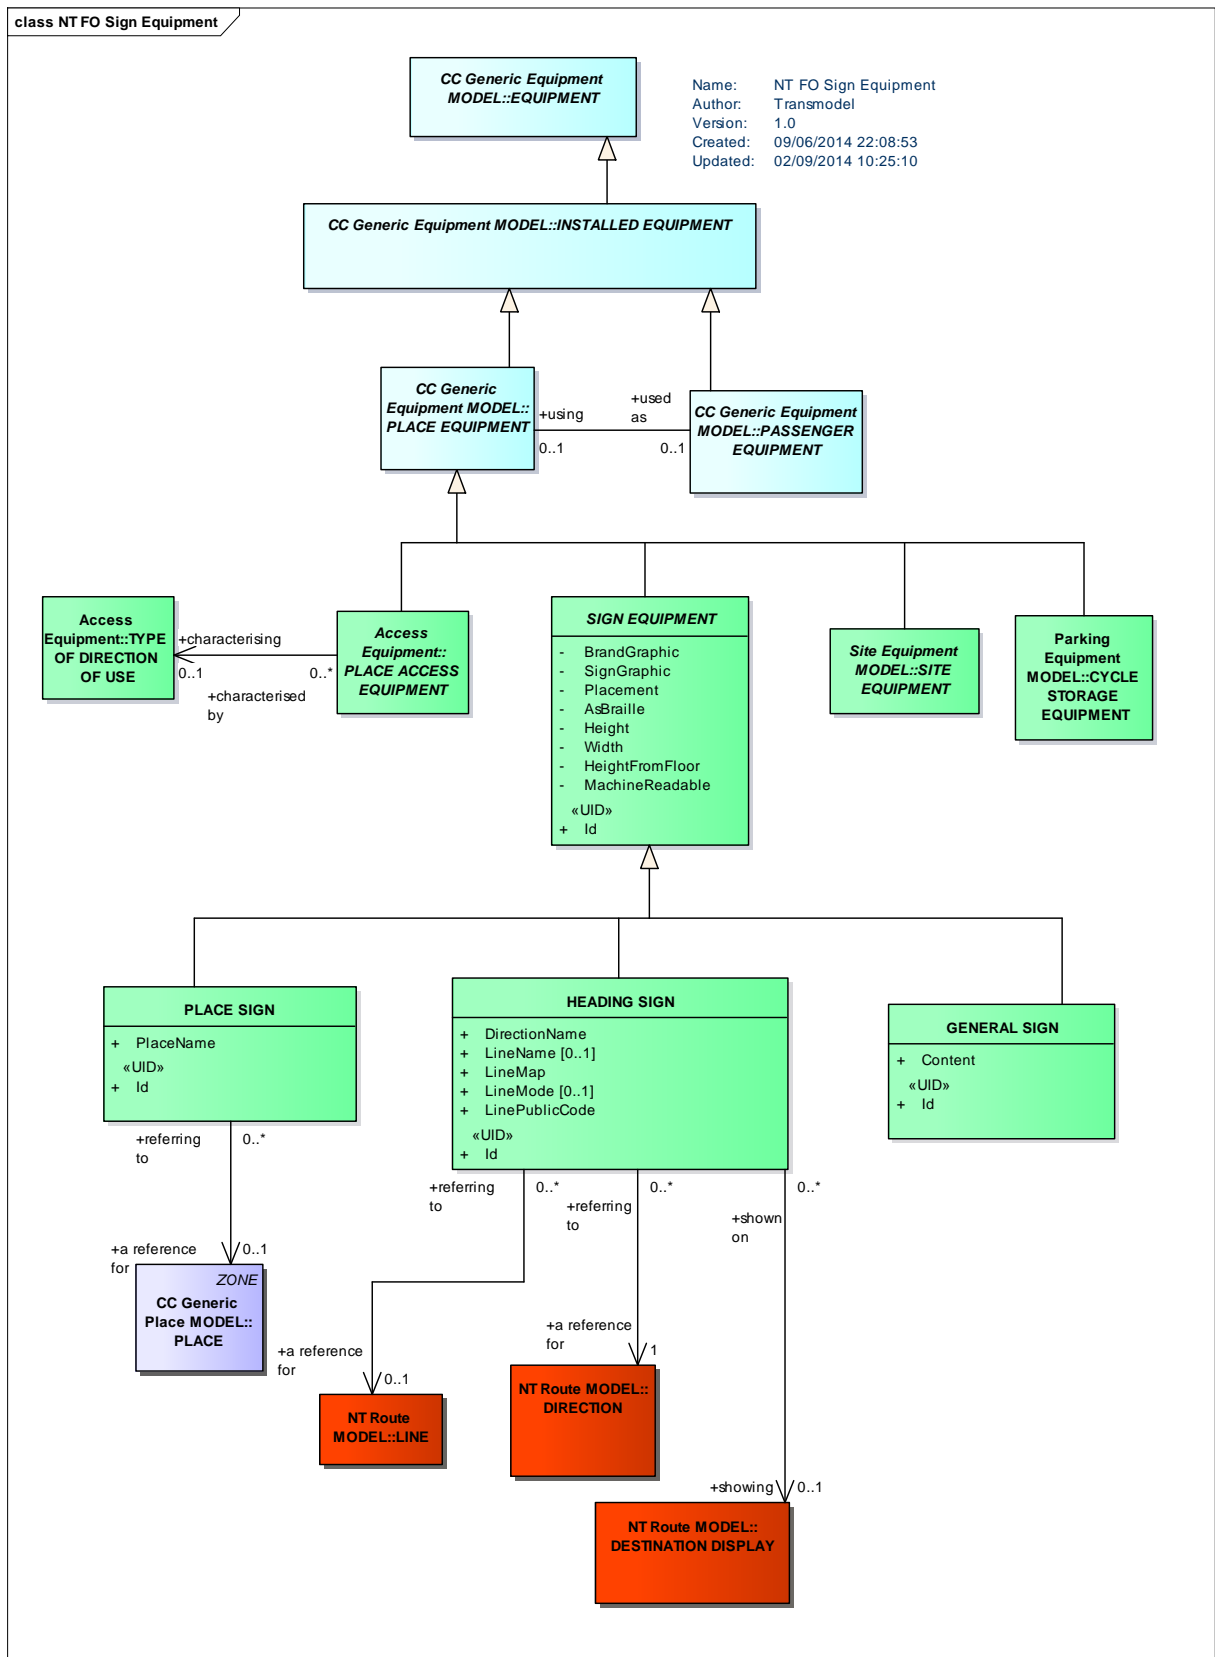 class NT FO Sign Equipment
CC Generic Equipment
MODEL::EQUIPMENT
Name: NT FO Sign Equipment
Author: Transmodel
Version: 1.0
Created: 09/06/2014 22:08:53
Updated: 02/09/2014 10:25:10
CC Generic Equipment MODEL::INSTALLED EQUIPMENT
CC Generic
Equipment MODEL::
PLACE EQUIPMENT
+using
0..1
+used
as
0..1
CC Generic Equipment
MODEL::PASSENGER
EQUIPMENT
Access
Equipment::TYPE
OF DIRECTION
OF USE
+characterising
0..1
0..*
+characterised
by
Access
Equipment::
PLACE ACCESS
EQUIPMENT
SIGN EQUIPMENT
- BrandGraphic
- SignGraphic
- Placement
- AsBraille
- Height
- Width
- HeightFromFloor
- MachineReadable
«UID»
+ Id
Site Equipment
MODEL::SITE
EQUIPMENT
Parking
Equipment
MODEL::CYCLE
STORAGE
EQUIPMENT
PLACE SIGN
+ PlaceName
«UID»
+ Id
HEADING SIGN
+ DirectionName
+ LineName [0..1]
+ LineMap
+ LineMode [0..1]
+ LinePublicCode
«UID»
+ Id
GENERAL SIGN
+ Content
«UID»
+ Id
+referring
to
0..*
+a reference
for
0..1
ZONE
CC Generic
Place MODEL::
PLACE
+referring
to
0..*
+a reference
for
0..1
NT Route
MODEL::LINE
+referring
to
0..*
+a reference
for
1
NT Route MODEL::
DIRECTION
+shown
on
0..*
+showing
0..1
NT Route MODEL::
DESTINATION DISPLAY